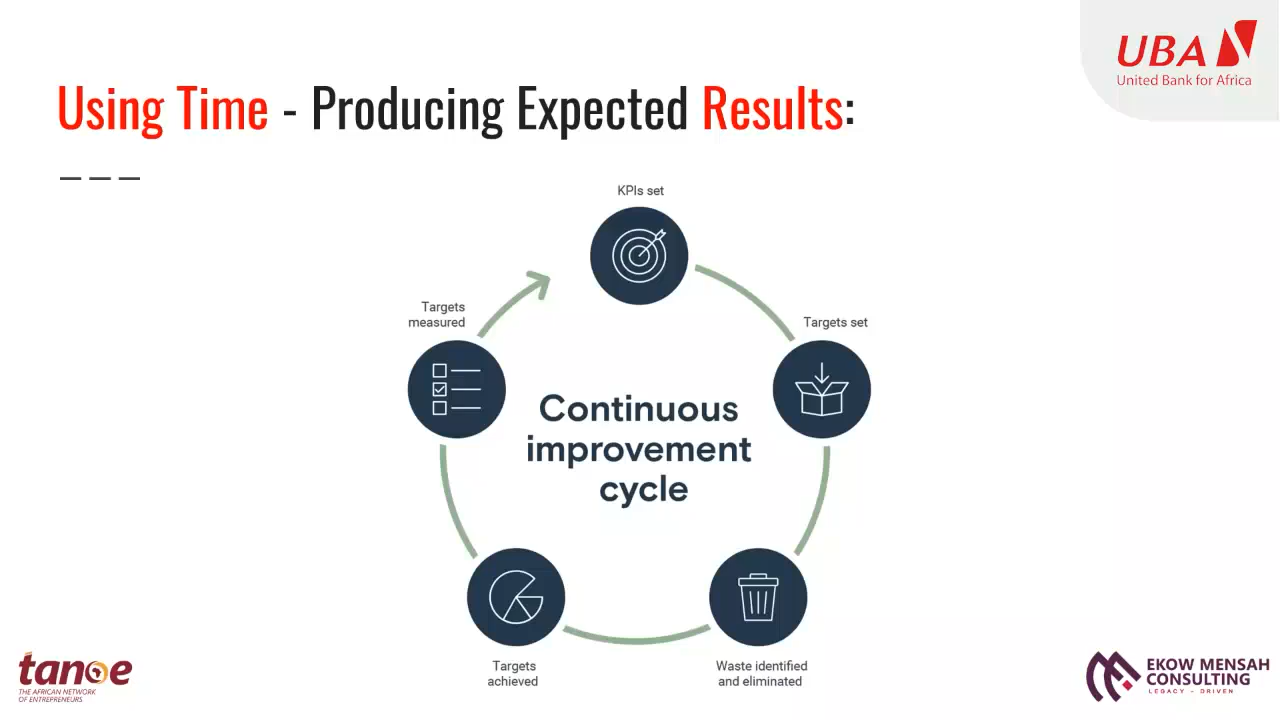 UBA
United Bank for Africa
Using Time - Producing Expected Results:
KPIs set
Targets
measured
Targets set
Continuous
improvement
cycle
Targets
achieved
Waste identified
and eliminated
tanoe
THE AFRICAN NETWORK
OF ENTREPRENEURS
EKOW MENSAH
CONSULTING
LEGACY - DRIVEN